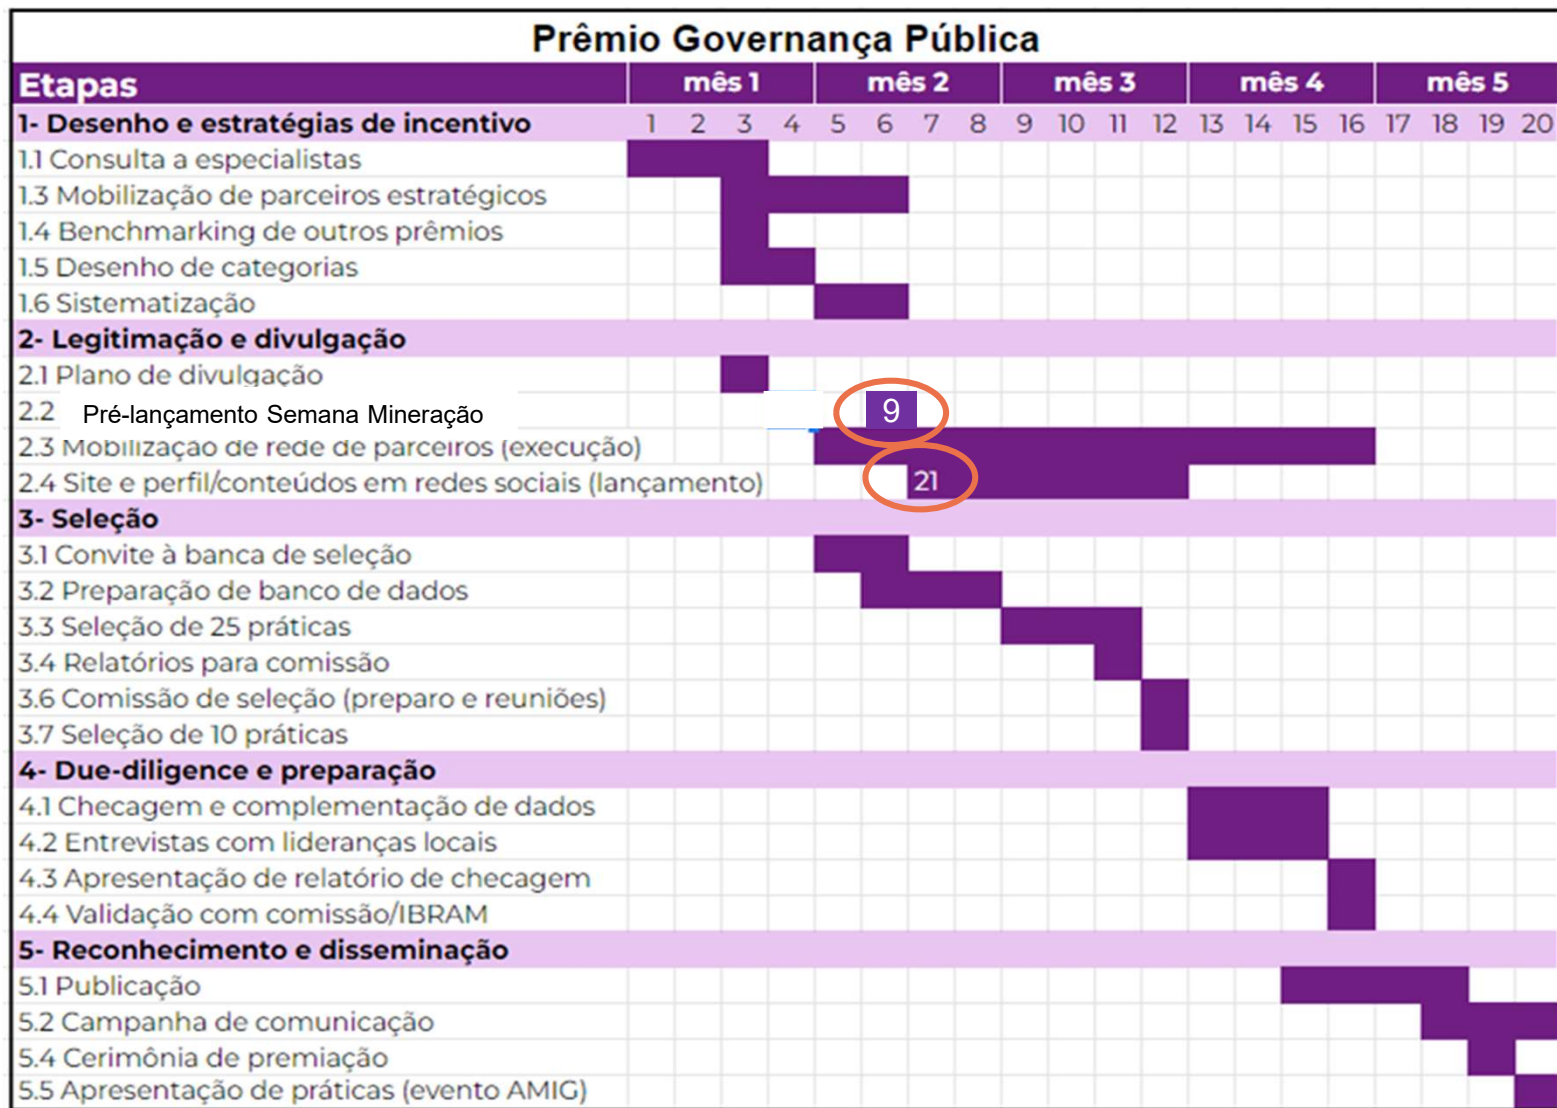 Prêmio Governança Pública
Etapas mês 1 mês 2 mês 3 mês 4 mês 5
1- Desenho e estratégias de incentivo 1 2 3 4 5 6 7 8 9 10 11 12 13 14 15 16 17 18 19 20
1.1 Consulta a especialistas
1.3 Mobilização de parceiros estratégicos
1.4 Benchmarking de outros prêmios
1.5 Desenho de categorias
1.6 Sistematização
2- Legitimação e divulgação
2.1 Plano de divulgação
2.2 Pré-lançamento Semana Mineração 9
2.3 Mobilização de rede de parceiros (execução)
2.4 Site e perfil/conteúdos em redes sociais (lançamento) 21
3- Seleção
3.1 Convite à banca de seleção
3.2 Preparação de banco de dados
3.3 Seleção de 25 práticas
3.4 Relatórios para comissão
3.6 Comissão de seleção (preparo e reuniões)
3.7 Seleção de 10 práticas
4- Due-diligence e preparação
4.1 Checagem e complementação de dados
4.2 Entrevistas com lideranças locais
4.3 Apresentação de relatório de checagem
4.4 Validação com comissão/IBRAM
5- Reconhecimento e disseminação
5.1 Publicação
5.2 Campanha de comunicação
5.4 Cerimônia de premiação
5.5 Apresentação de práticas (evento AMIG)